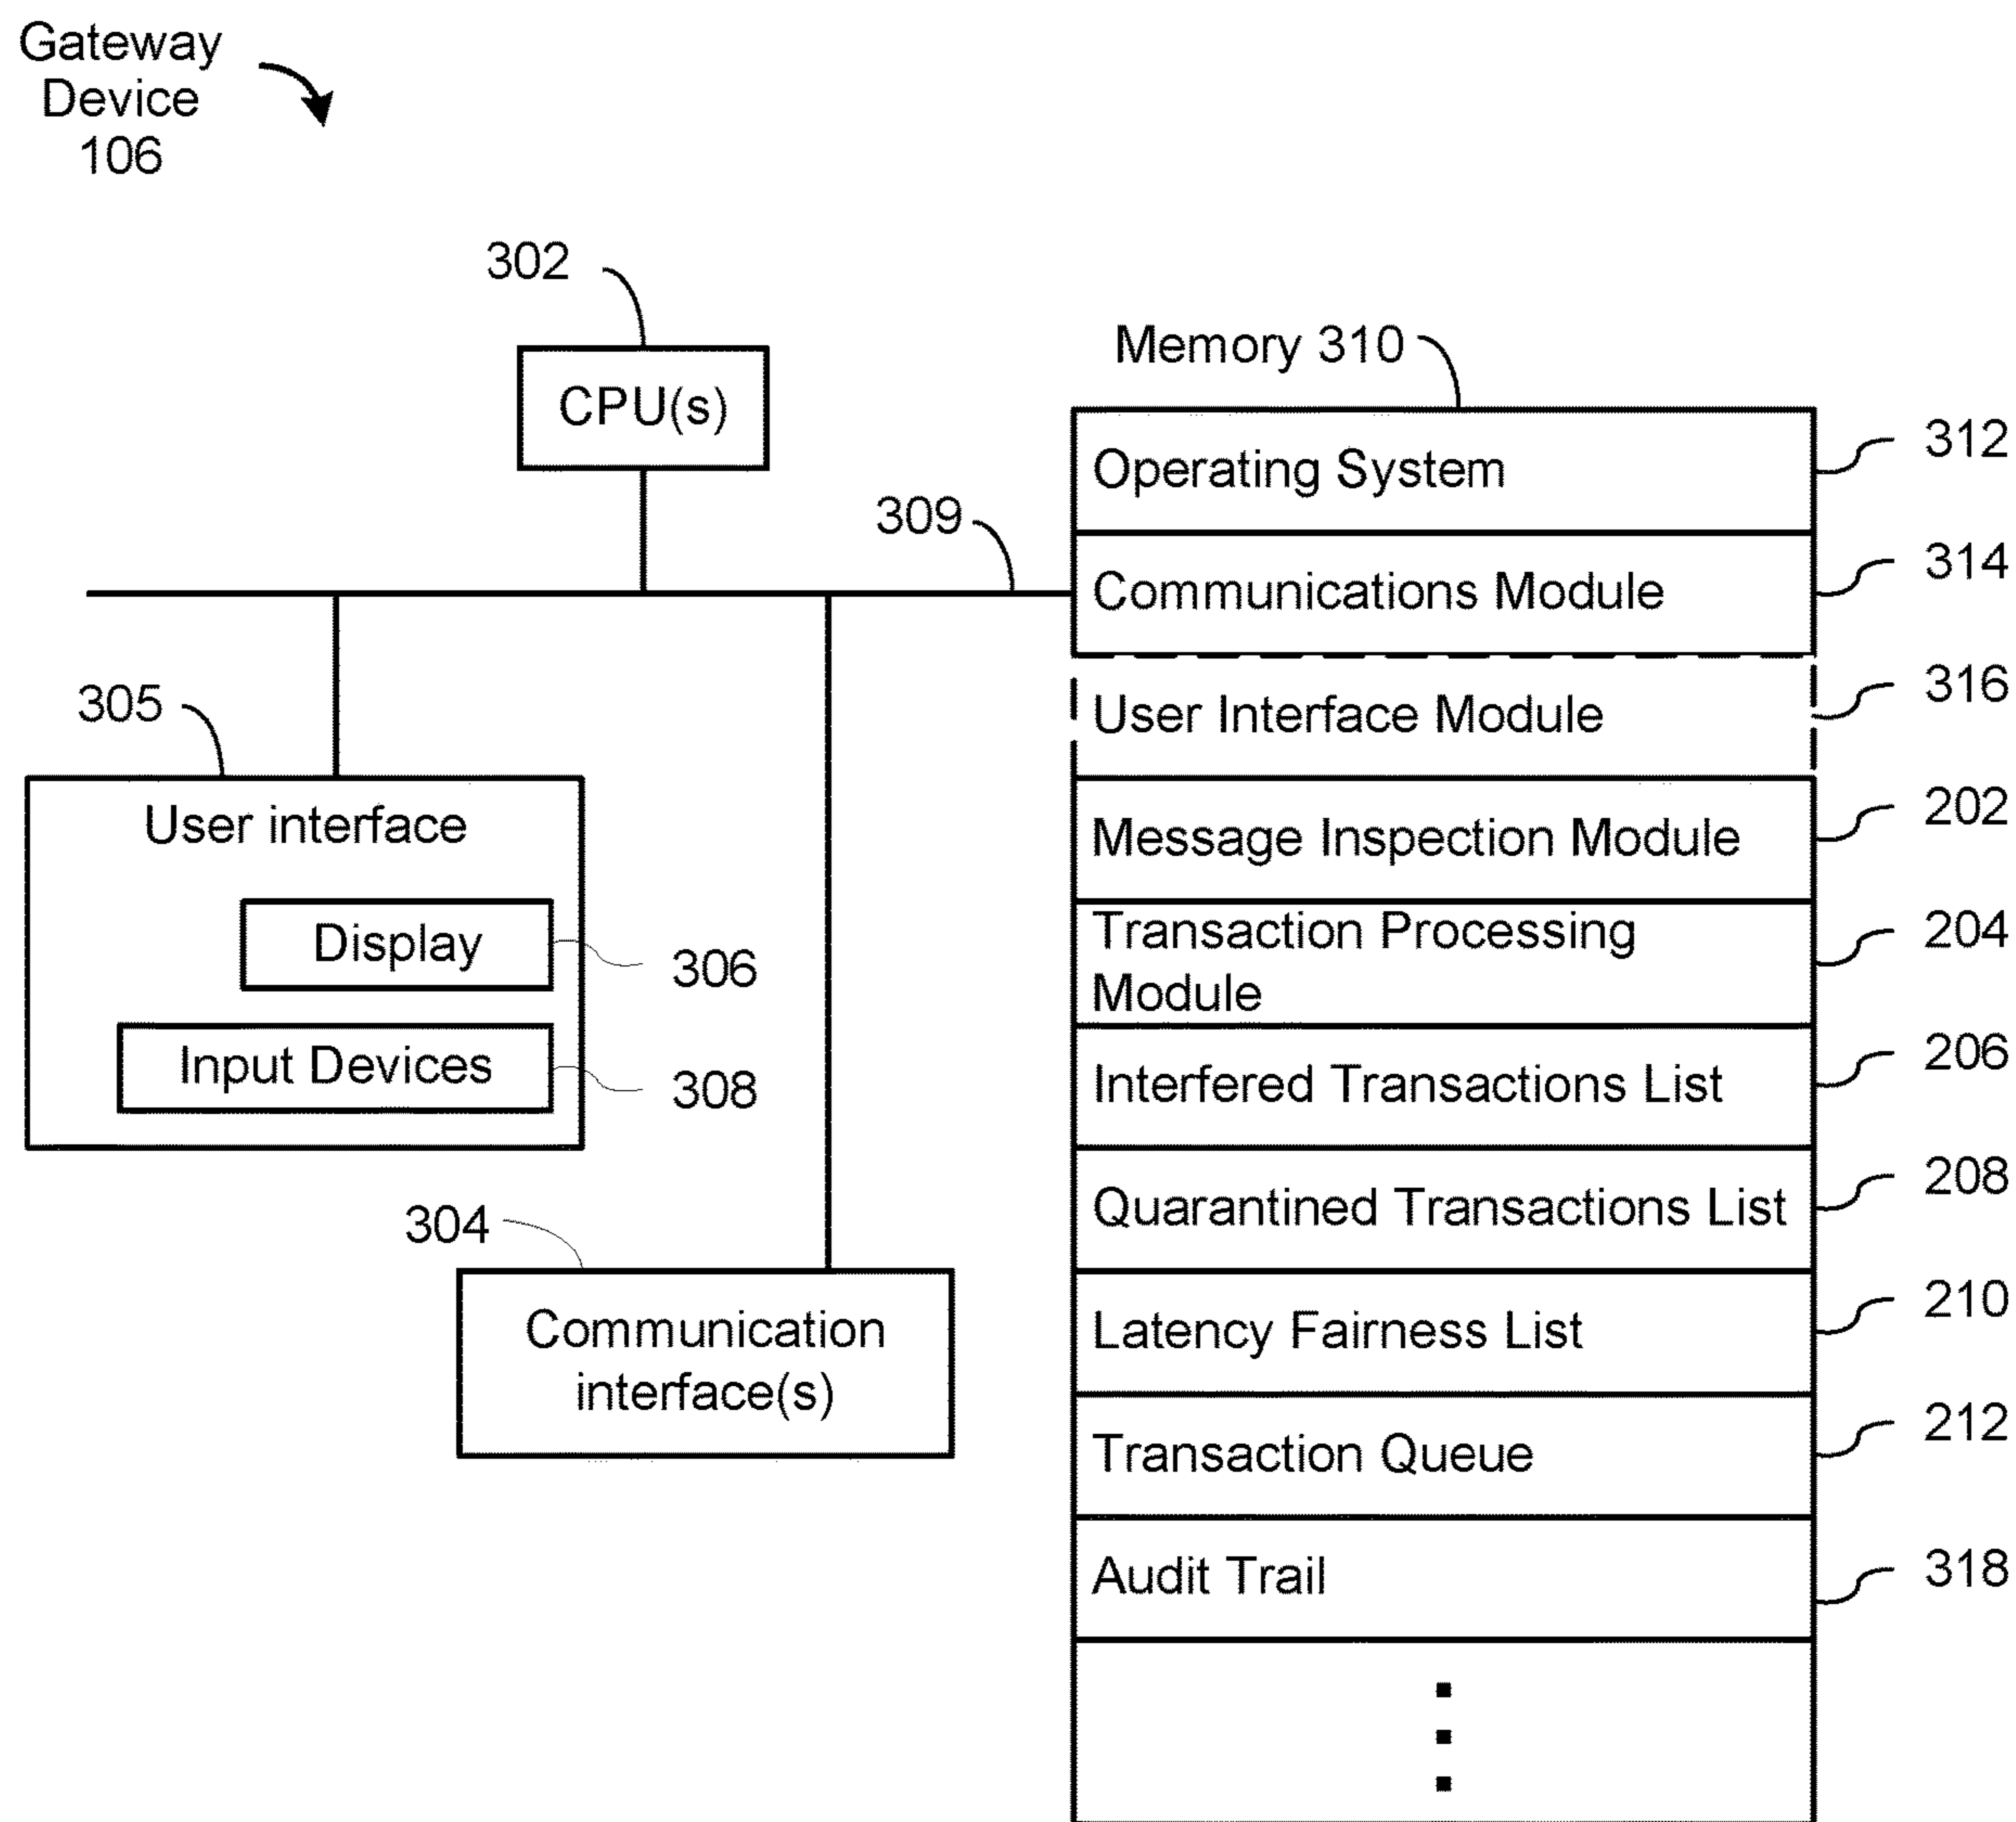 Gateway
Device
106
302
CPU(s)
309
305
User interface
Display
306
Input Devices
308
304
Communication
interface(s)
Memory 310
Operating System
312
Communications Module
314
User Interface Module
316
Message Inspection Module
202
Transaction Processing
Module
204
Interfered Transactions List
206
Quarantined Transactions List
208
Latency Fairness List
210
Transaction Queue
212
Audit Trail
318